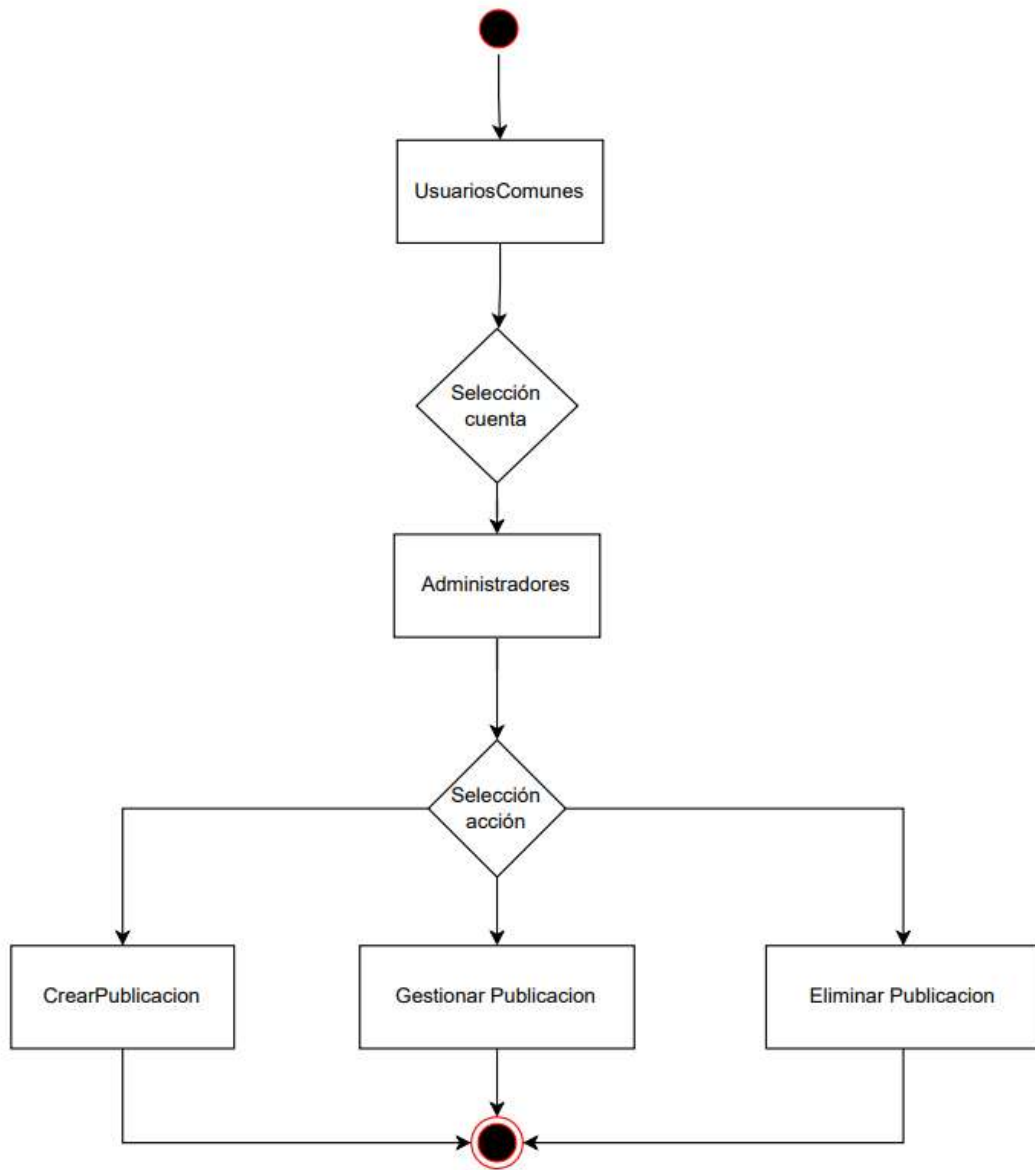 UsuariosComunes
Selección
cuenta
Administradores
Selección
acción
CrearPublicacion
Gestionar Publicacion
Eliminar Publicacion